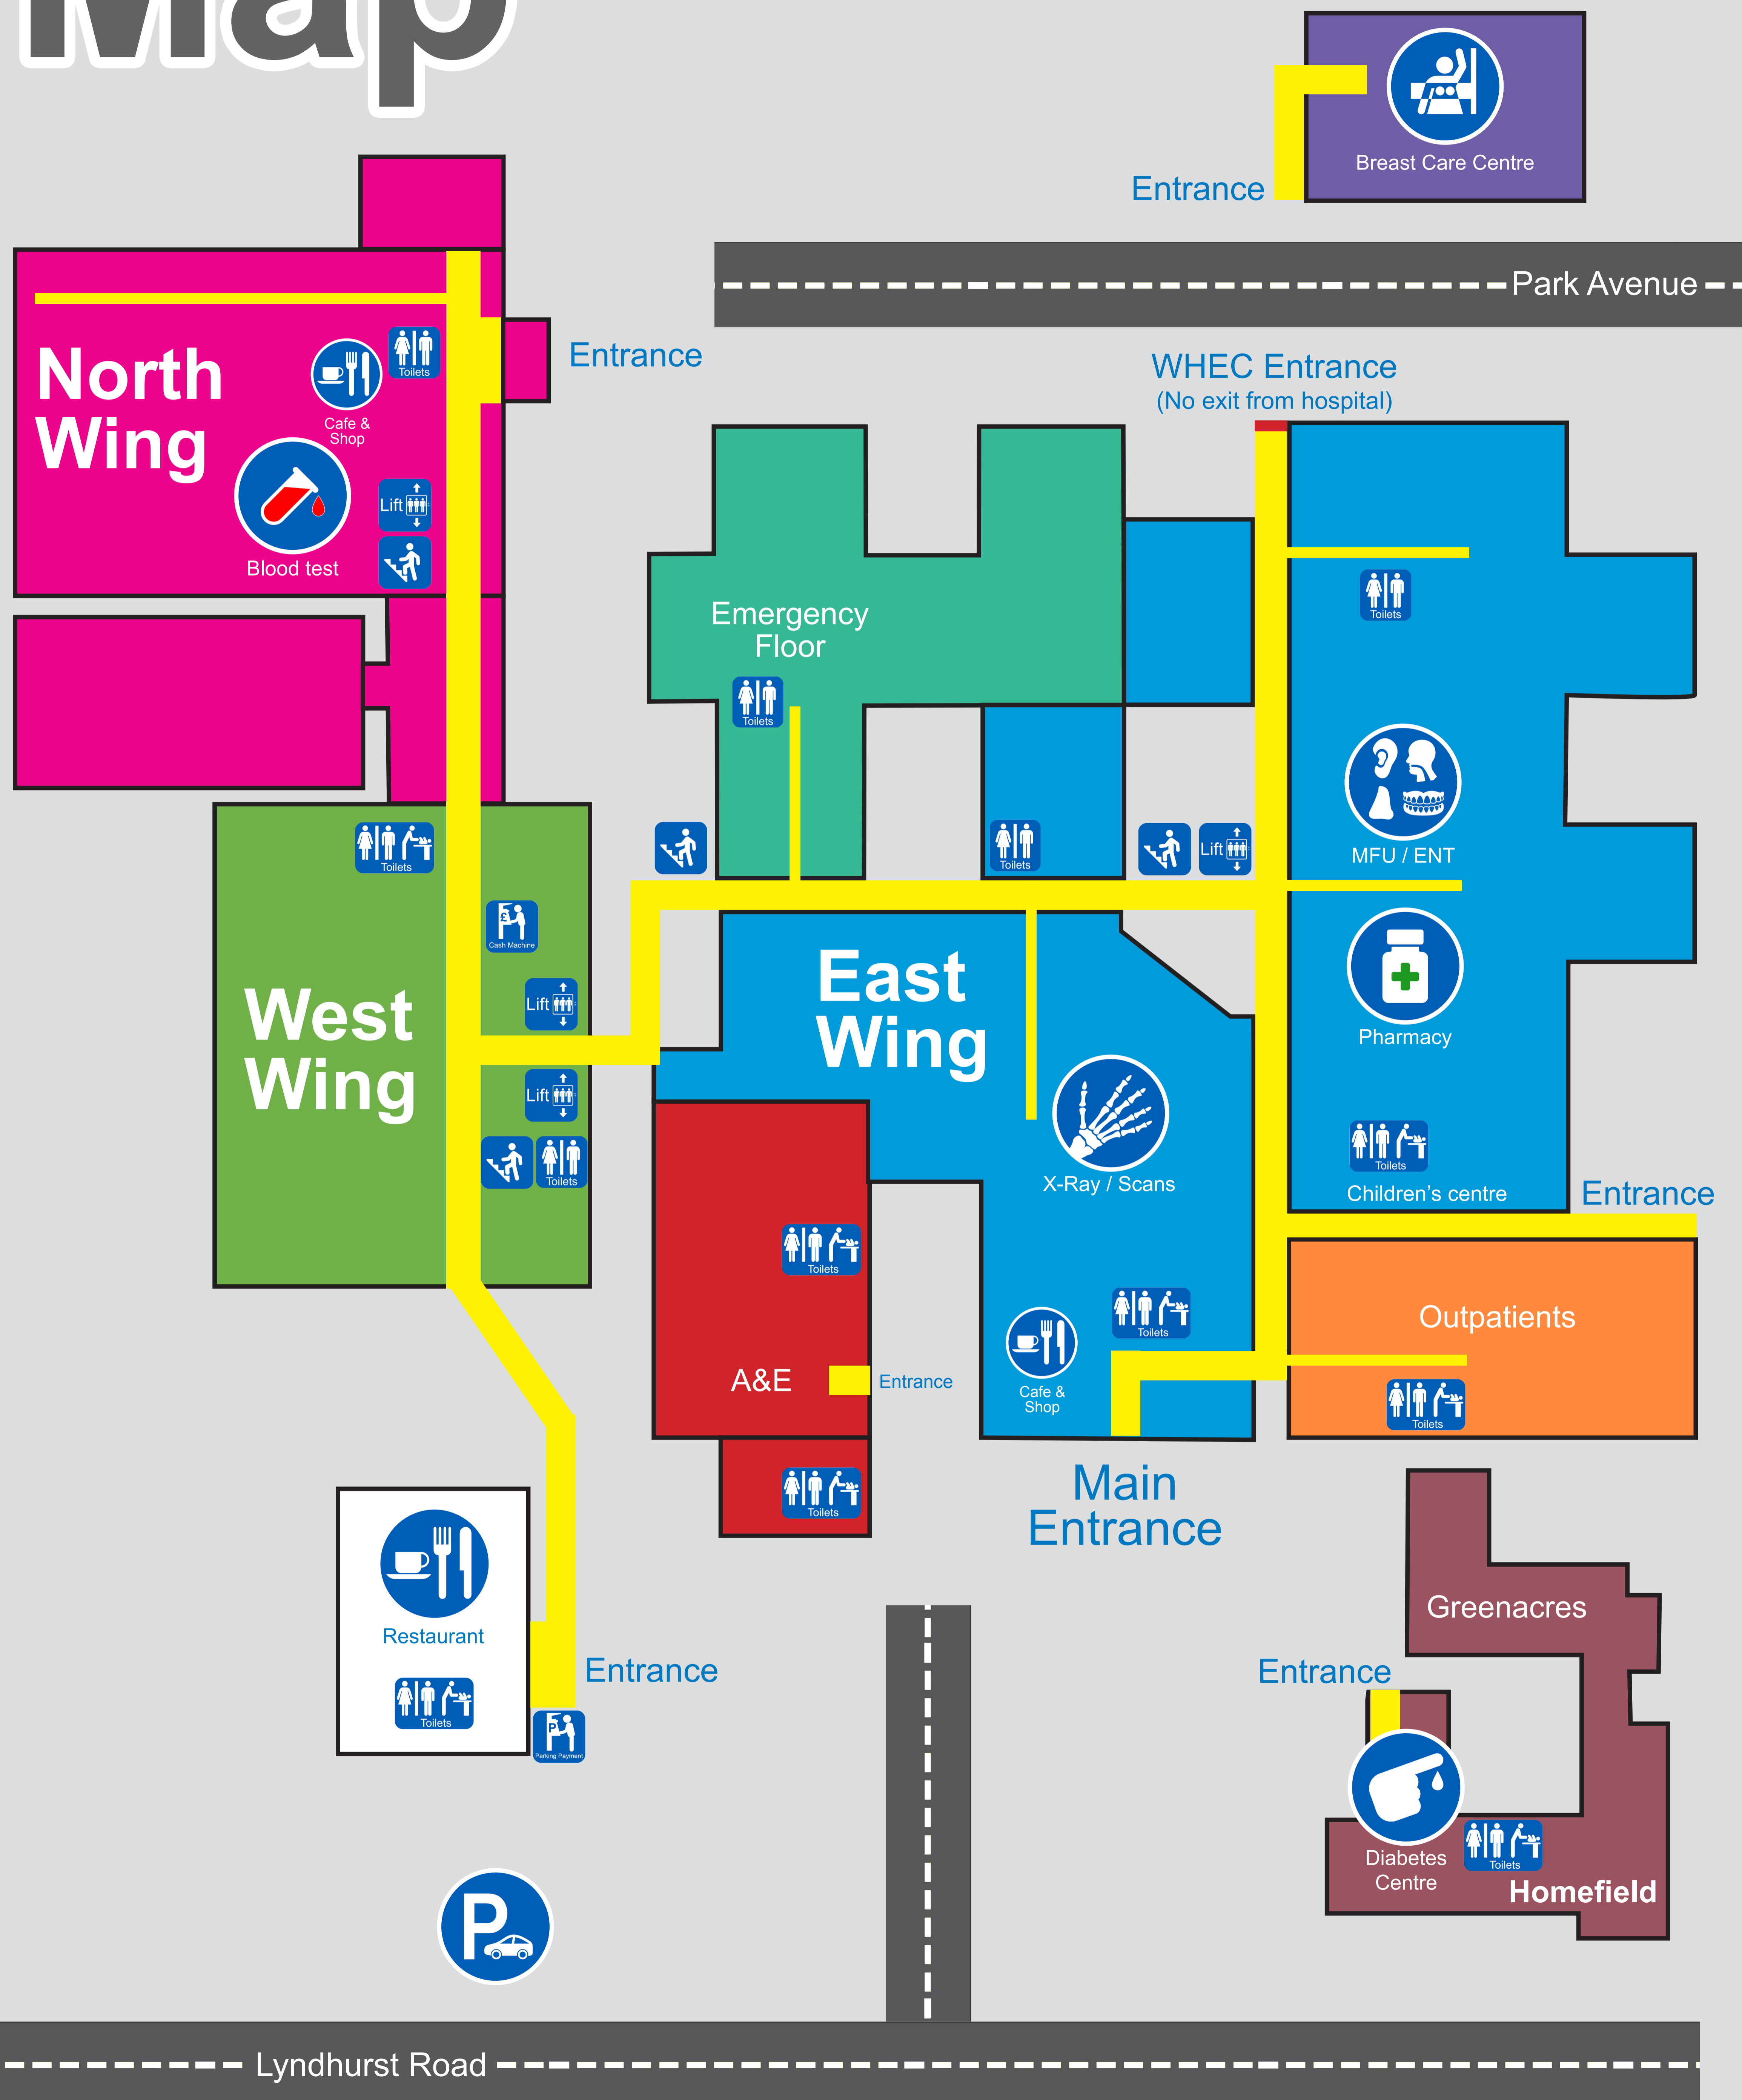 Map
Breast Care Centre
Entrance
Park Avenue
North
Wing
Toilets
Cafe &
Shop
Entrance
Lift
Blood test
WHEC Entrance
(No exit from hospital)
Toilets
Emergency
Floor
Toilets
MFU / ENT
Toilets
Lift
Toilets
£
Cash Machine
Lift
West
Wing
East
Wing
Pharmacy
Lift
Toilets
X-Ray / Scans
Toilets
Children's centre
Entrance
Toilets
Toilets
Outpatients
A&E
Entrance
Cafe &
Shop
Toilets
Main
Entrance
Toilets
Restaurant
Toilets
Entrance
P
Parking Payment
Greenacres
Entrance
Diabetes
Centre
Toilets
Homefield
P
Lyndhurst Road